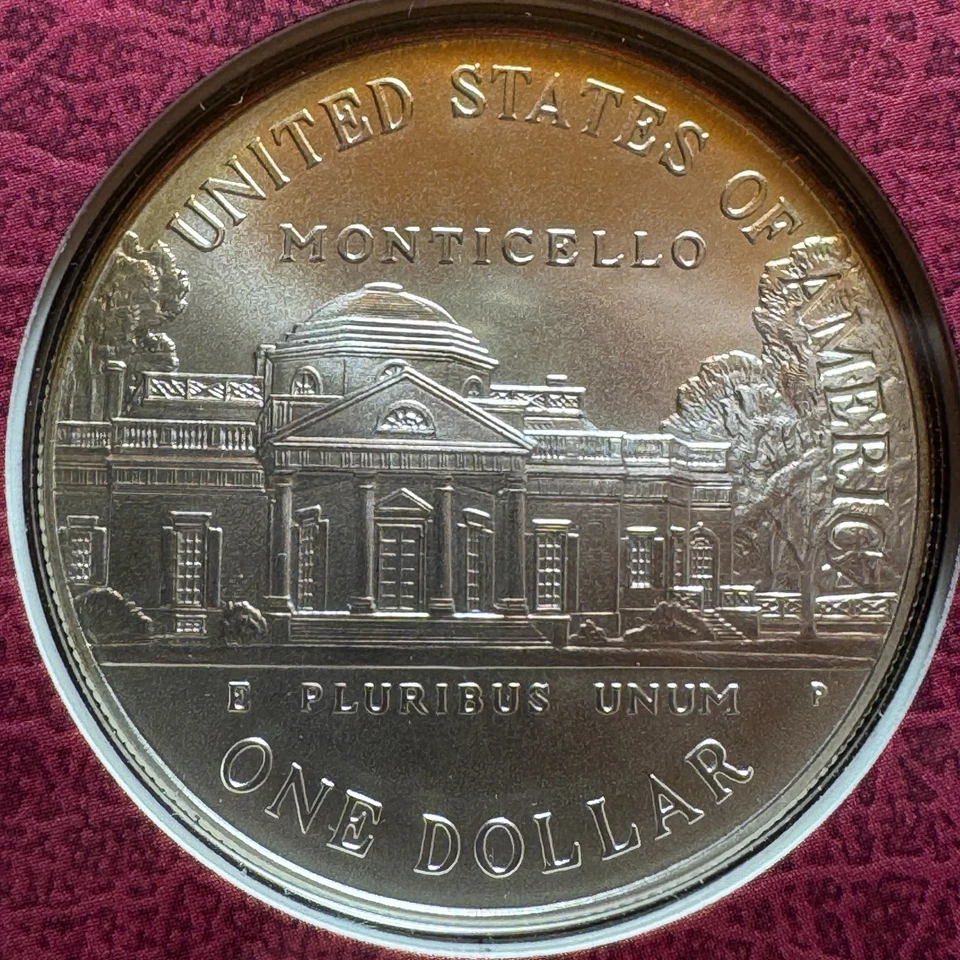 UNITED STATES OF AMERICA
MONTICELLO
E PLURIBUS UNUM P
ONE DOLLAR